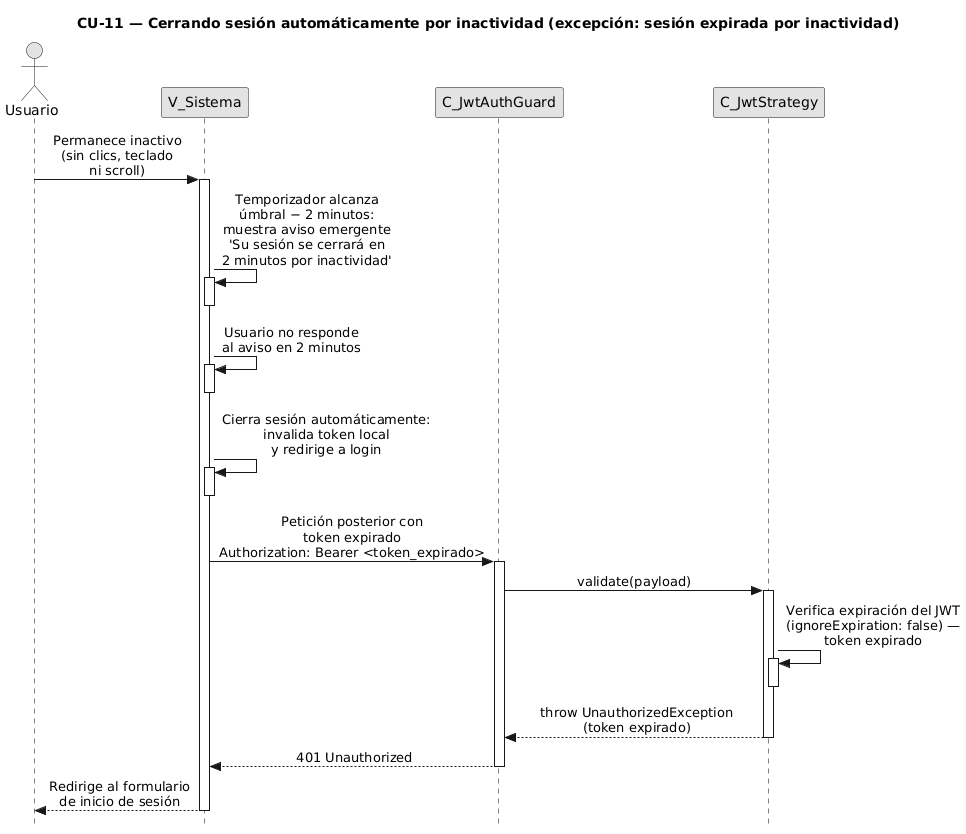 CU-11 — Cerrando sesión automáticamente por inactividad (excepción: sesión expirada por inactividad)
Usuario
V_Sistema
C_JwtAuthGuard
C_JwtStrategy
Permanece inactivo
(sin clics, teclado
ni scroll)
Temporizador alcanza
úmbral − 2 minutos:
muestra aviso emergente
'Su sesión se cerrará en
2 minutos por inactividad'
Usuario no responde
al aviso en 2 minutos
Cierra sesión automáticamente:
invalida token local
y redirige a login
Petición posterior con
token expirado
Authorization: Bearer <token_expirado>
validate(payload)
Verifica expiración del JWT
(ignoreExpiration: false) —
token expirado
throw UnauthorizedException
(token expirado)
401 Unauthorized
Redirige al formulario
de inicio de sesión